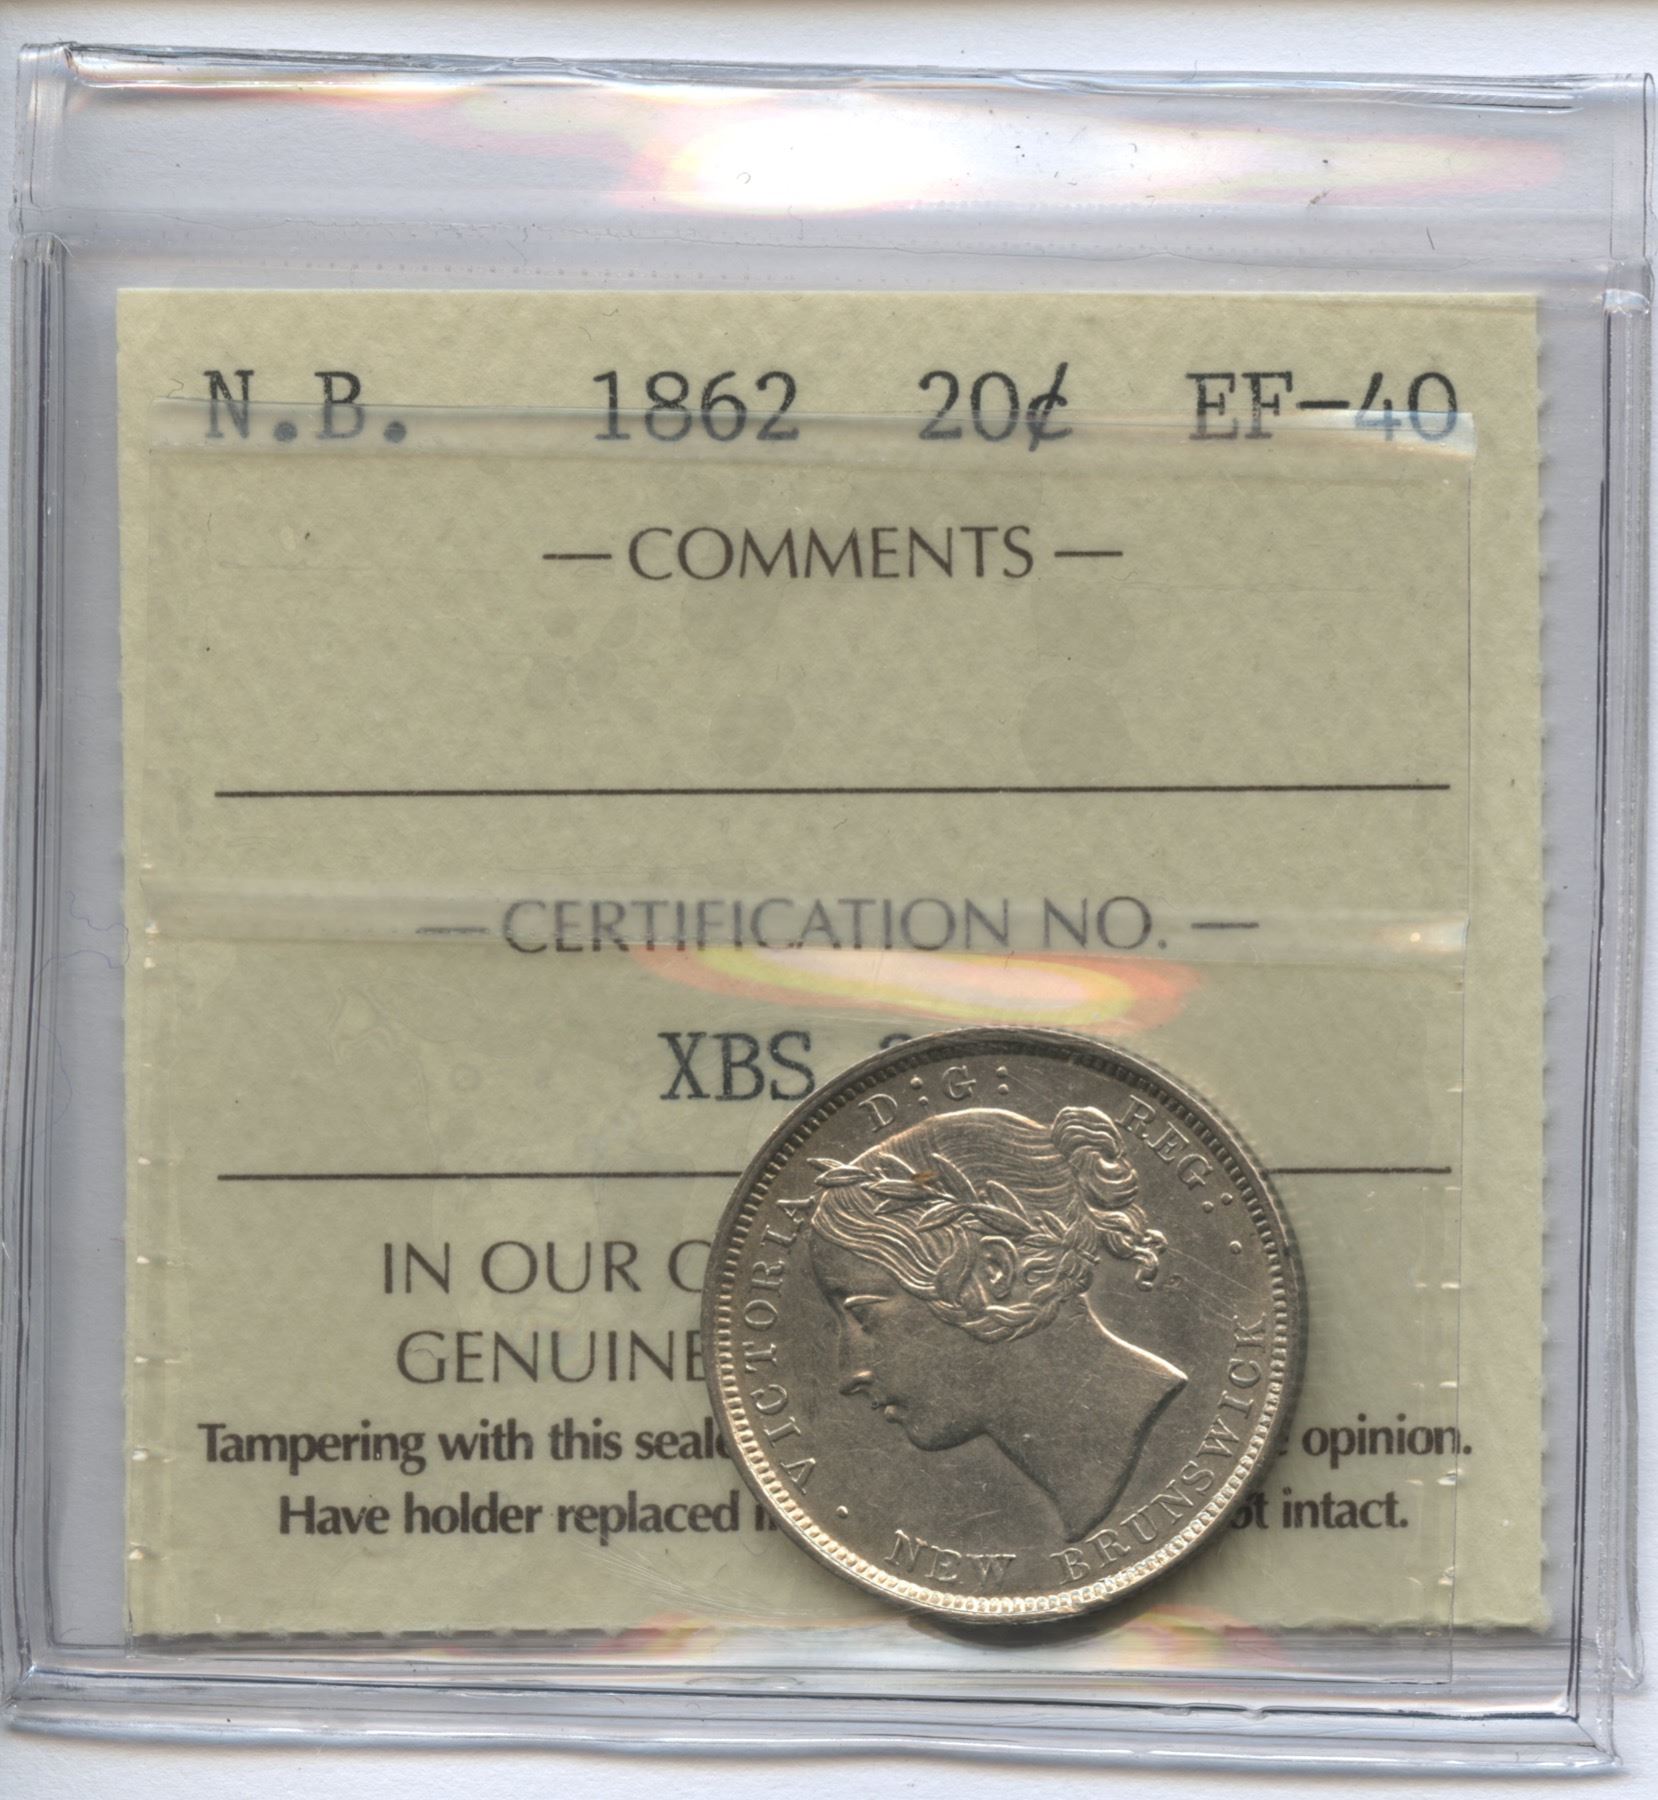 N.B. 1862 20¢ EF-40
— COMMENTS —
— CERTIFICATION NO. —
XBS
IN OUR
GENUINE
Tampering with this opinion.
Have holder replaced intact.
· VICTORIA D:G: REG: ·
NEW BRUNSWICK